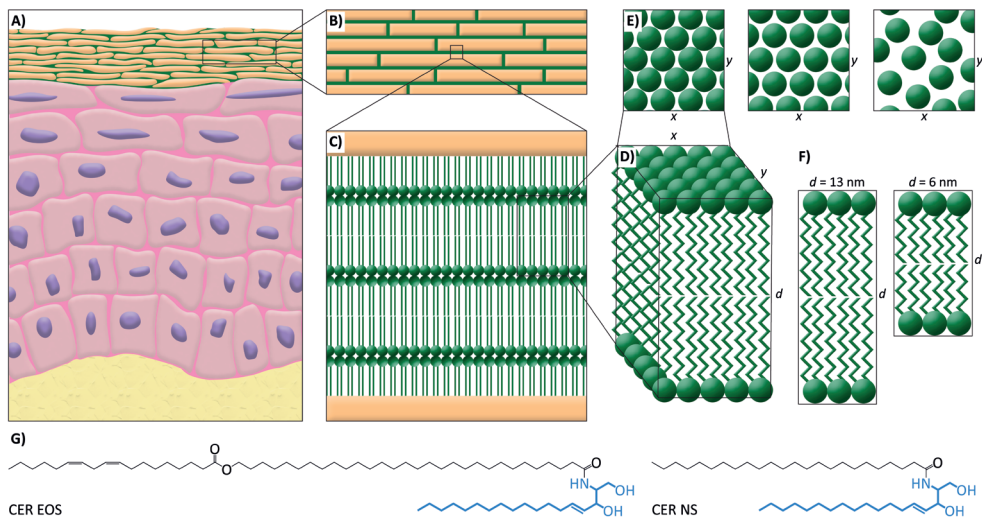 A)
B)
C)
E)
y
x
y
x
y
x
x
D)
y
d
F)
d = 13 nm
d
d = 6 nm
d
G)
O
O
O
HN
OH
OH
CER EOS
O
HN
OH
OH
CER NS